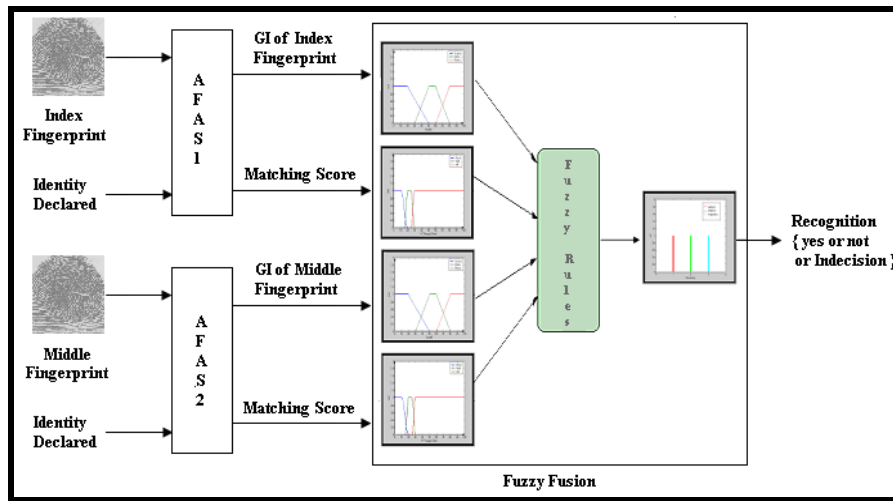 GI of Index
Fingerprint
A
F
A
S
1
Index
Fingerprint
Identity
Declared
Matching Score
GI of Middle
Fingerprint
A
F
A
S
2
Middle
Fingerprint
Identity
Declared
Matching Score
F
u
z
z
y
R
u
l
e
s
Recognition
{ yes or not
or Indecision }
Fuzzy Fusion